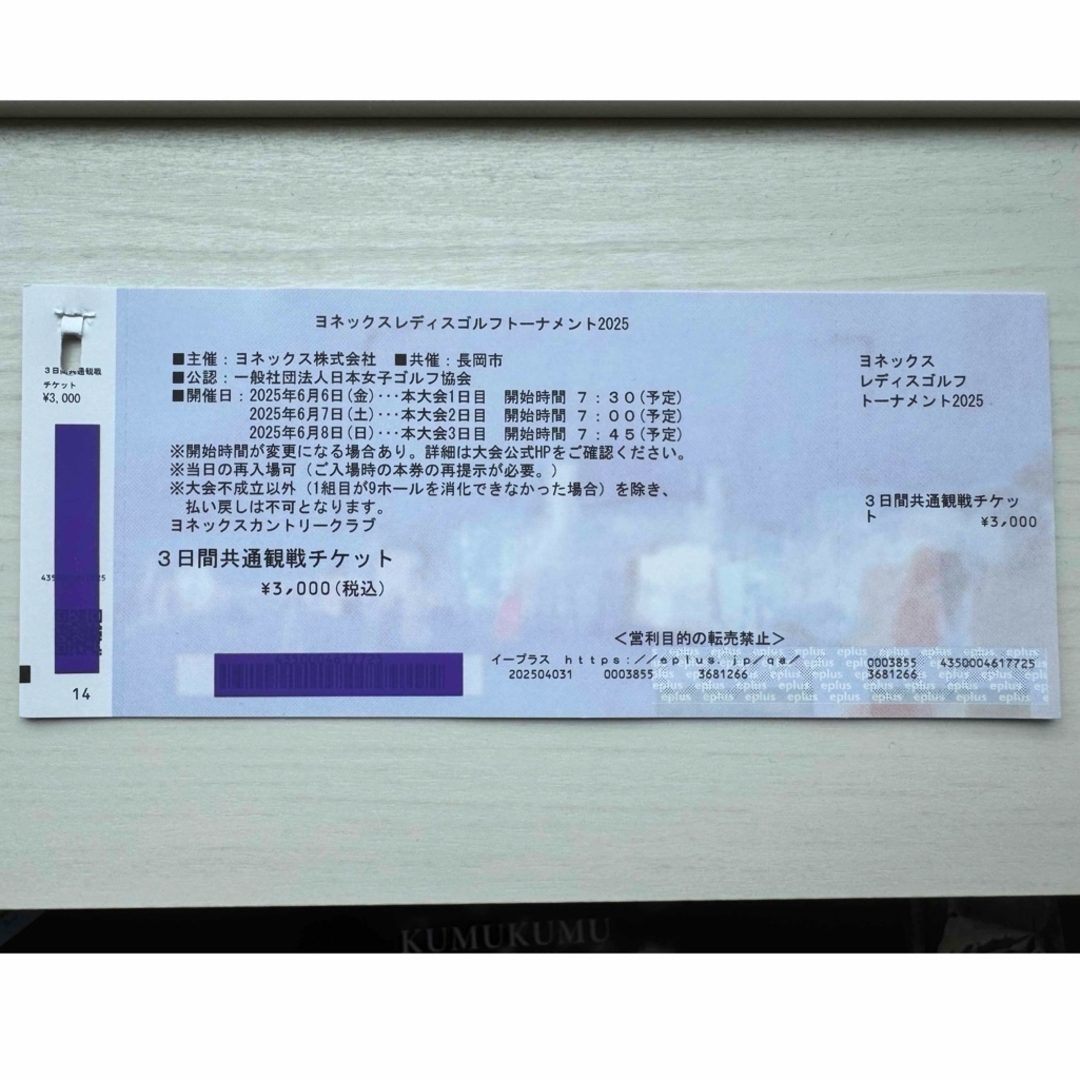 ヨネックスレディスゴルフトーナメント2025
■主催：ヨネックス株式会社 ■共催：長岡市
■公認：一般社団法人日本女子ゴルフ協会
■開催日：2025年6月6日(金)･･･本大会1日目 開始時間 7：30(予定)
2025年6月7日(土)･･･本大会2日目 開始時間 7：00(予定)
2025年6月8日(日)･･･本大会3日目 開始時間 7：45(予定)
※開始時間が変更になる場合あり。詳細は大会公式HPをご確認ください。
※当日の再入場可（ご入場時の本券の再提示が必要。）
※大会不成立以外（1組目が9ホールを消化できなかった場合）を除き、
払い戻しは不可となります。
ヨネックスカントリークラブ
３日間共通観戦チケット
¥3,000(税込)
＜営利目的の転売禁止＞
イープラス https://eplus.jp/qa/
202504031 0003855 3681266
ヨネックス
レディスゴルフ
トーナメント2025
３日間共通観戦チケッ
ト
¥3,000
0003855 4350004617725
3681266
３日間共通観戦
チケット
¥3,000
14
4350004617725
eplus eplus eplus eplus eplus eplus eplus
KUMUKUMU